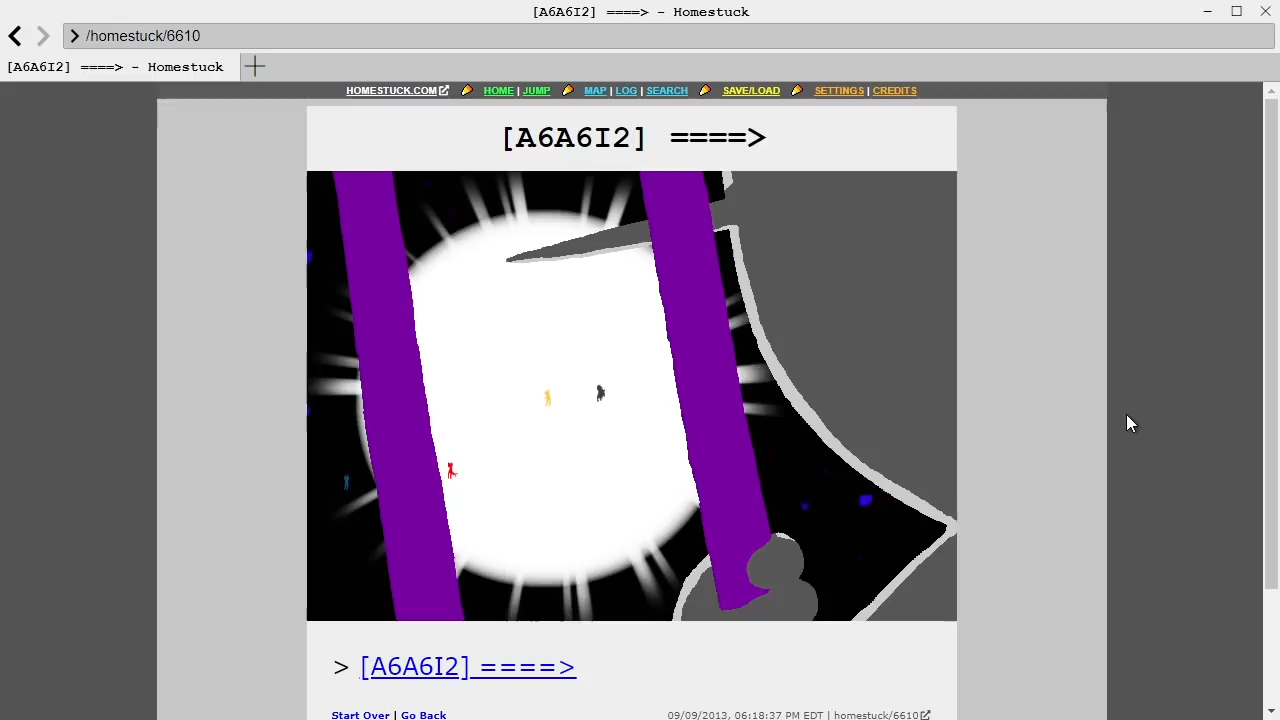 [A6A6I2] ====> - Homestuck
/homestuck/6610
[A6A6I2] ====> - Homestuck
HOMESTUCK.COM HOME | JUMP MAP | LOG | SEARCH SAVE/LOAD SETTINGS | CREDITS
[A6A6I2] ====>
> [A6A6I2] ====>
Start Over | Go Back 09/09/2013, 06:18:37 PM EDT | homestuck/6610